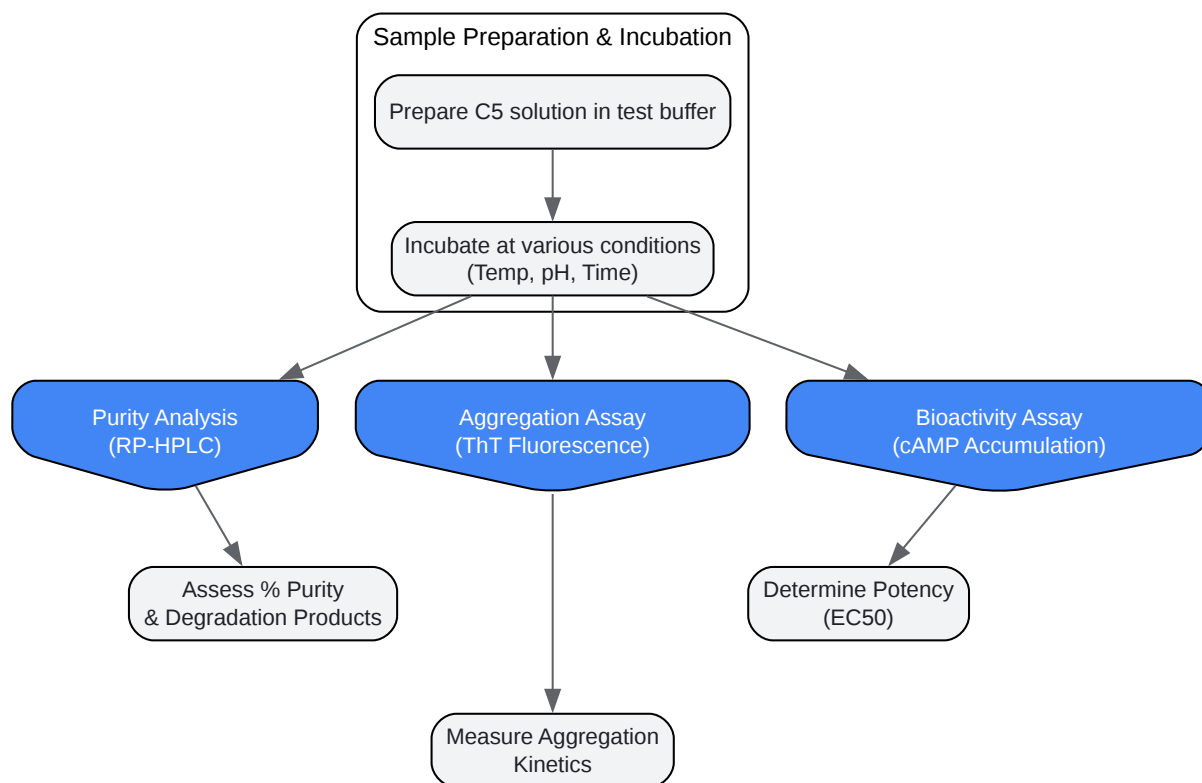 Sample Preparation & Incubation
Prepare C5 solution in test buffer
Incubate at various conditions
(Temp, pH, Time)
Purity Analysis
(RP-HPLC)
Aggregation Assay
(ThT Fluorescence)
Bioactivity Assay
(cAMP Accumulation)
Assess % Purity
& Degradation Products
Determine Potency
(EC50)
Measure Aggregation
Kinetics